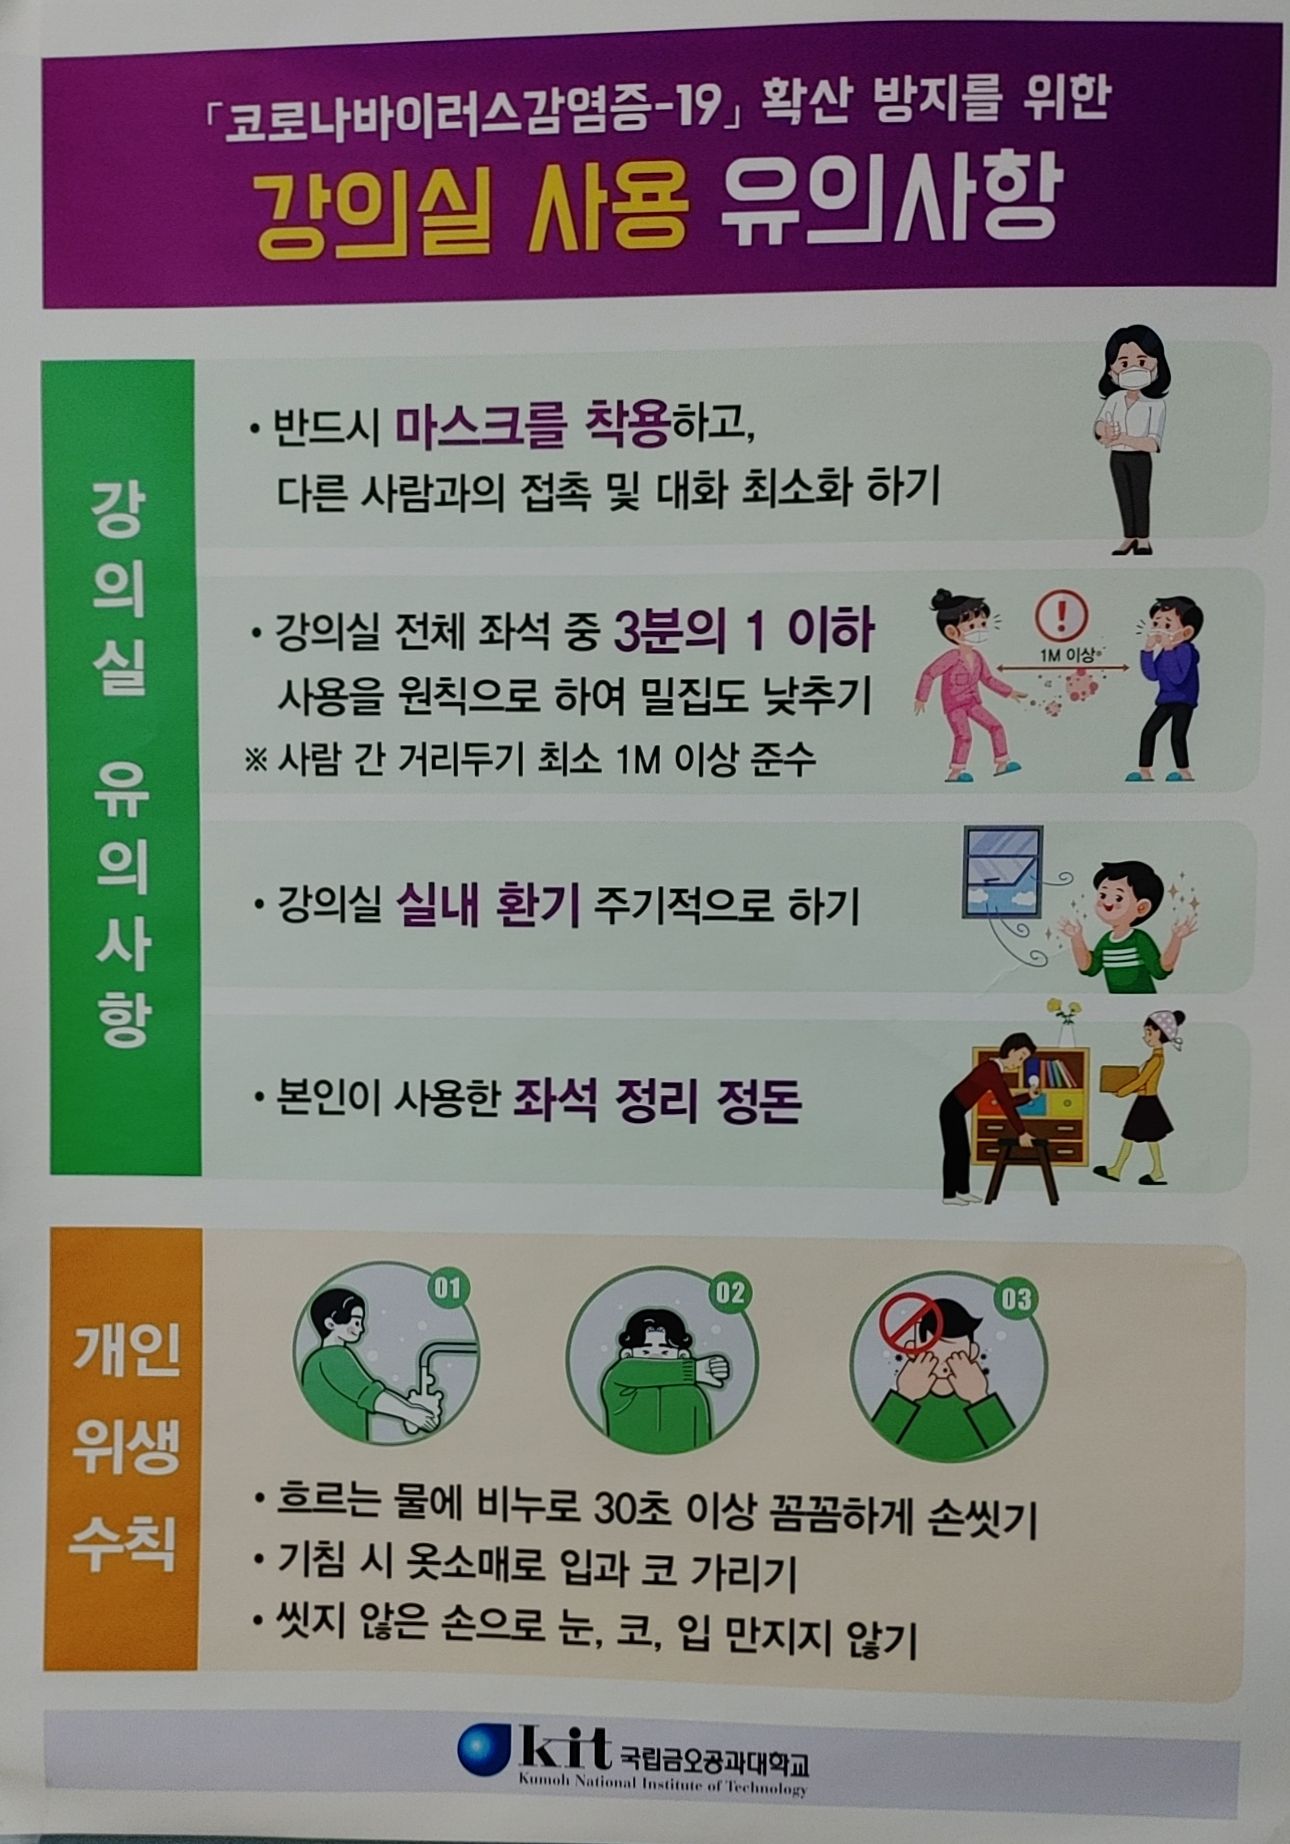 「코로나바이러스감염증-19」 확산 방지를 위한
강의실 사용 유의사항
강의실 유의사항
• 반드시 마스크를 착용하고,
다른 사람과의 접촉 및 대화 최소화 하기
• 강의실 전체 좌석 중 3분의 1 이하
사용을 원칙으로 하여 밀집도 낮추기
※ 사람 간 거리두기 최소 1M 이상 준수
!
1M 이상
• 강의실 실내 환기 주기적으로 하기
• 본인이 사용한 좌석 정리 정돈
개인
위생
수칙
01
02
03
• 흐르는 물에 비누로 30초 이상 꼼꼼하게 손씻기
• 기침 시 옷소매로 입과 코 가리기
• 씻지 않은 손으로 눈, 코, 입 만지지 않기
kit 국립금오공과대학교
Kumoh National Institute of Technology